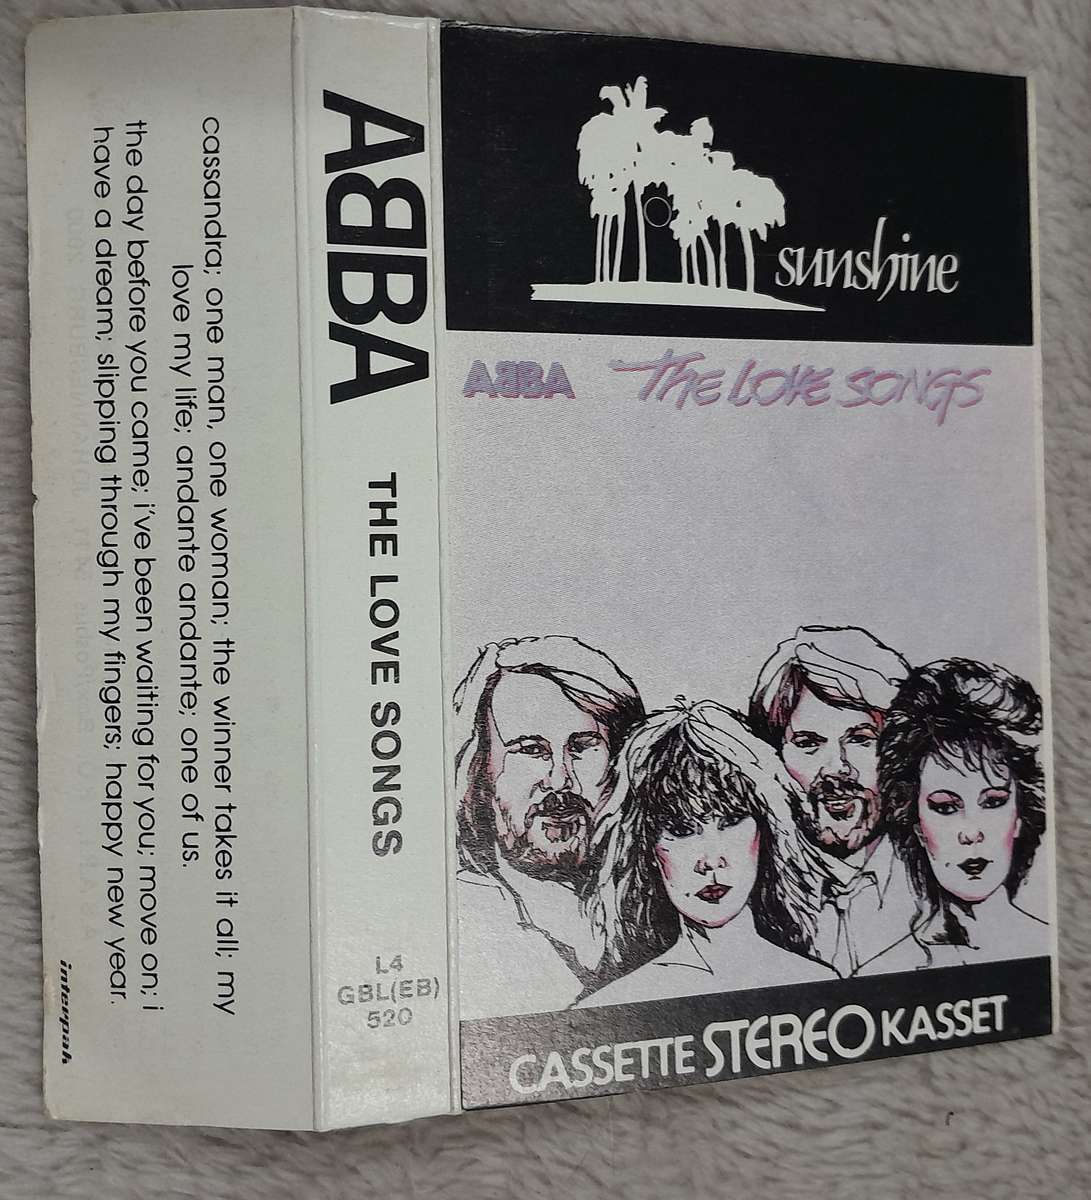 cassandra; one man, one woman; the winner takes it all; my
love my life; andante andante; one of us.
the day before you came; i've been waiting for you; move on; i
have a dream; slipping through my fingers; happy new year.
interpak
ABBA THE LOVE SONGS
L4
GBL(EB)
520
sunshine
ABBA THE LOVE SONGS
CASSETTE STEREO KASSET